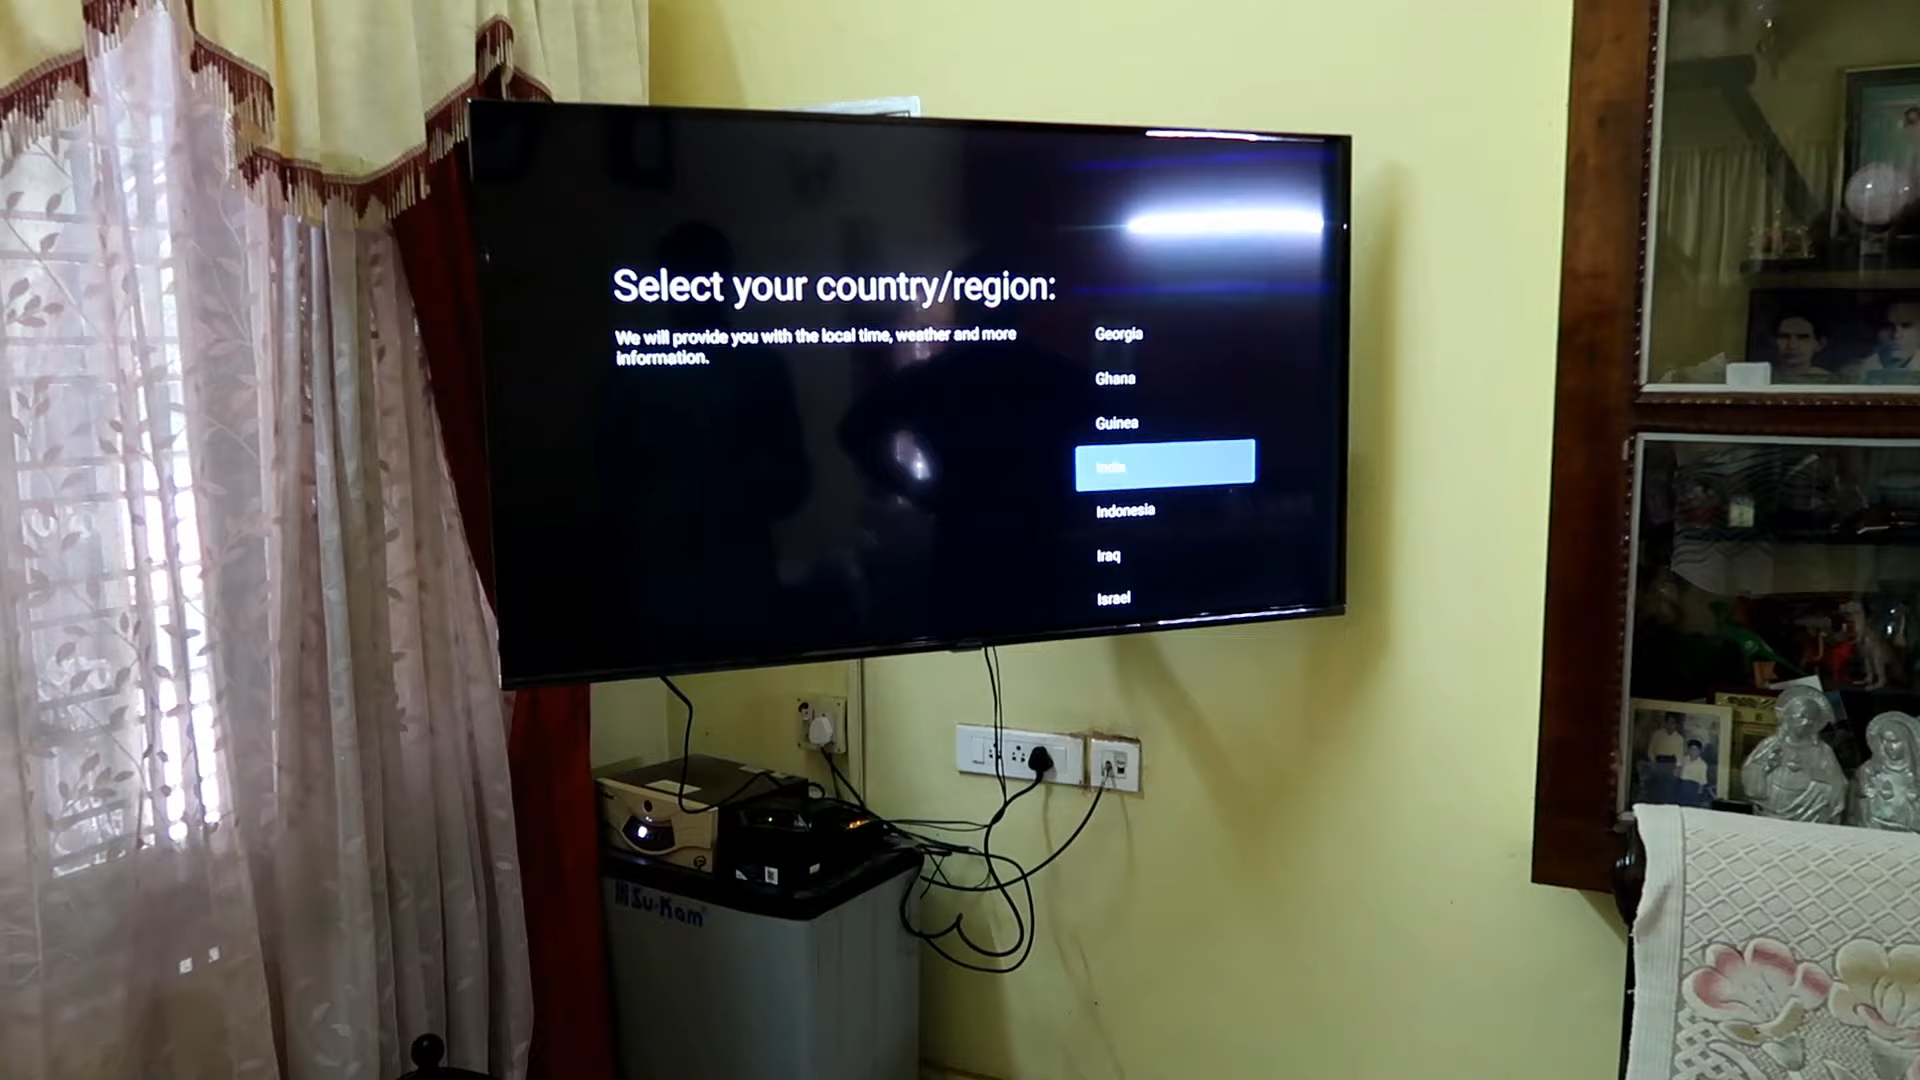 Select your country/region:
We will provide you with the local time, weather and more
information.
Georgia
Ghana
Guinea
India
Indonesia
Iraq
Israel
Su-Kam